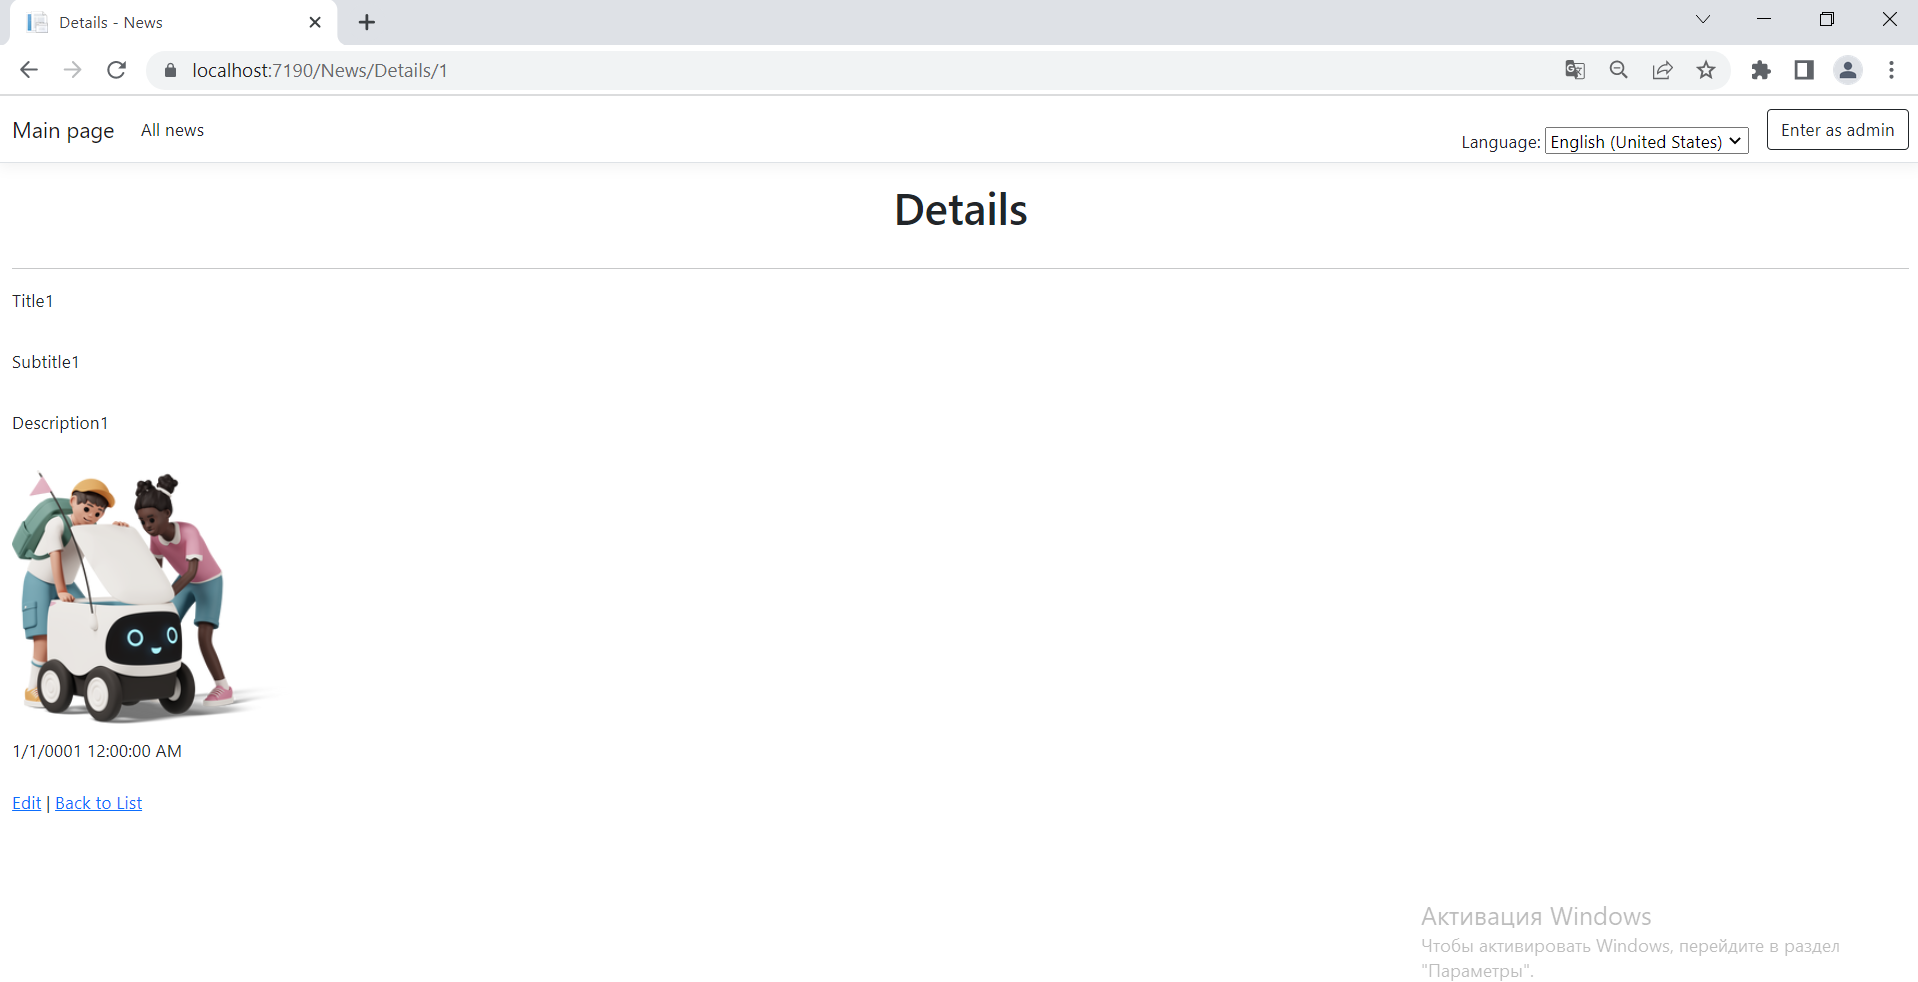 Details - News
localhost:7190/News/Details/1
Main page All news Language: English (United States) Enter as admin
Details
Title1
Subtitle1
Description1
1/1/0001 12:00:00 AM
Edit | Back to List
Активация Windows
Чтобы активировать Windows, перейдите в раздел
"Параметры".